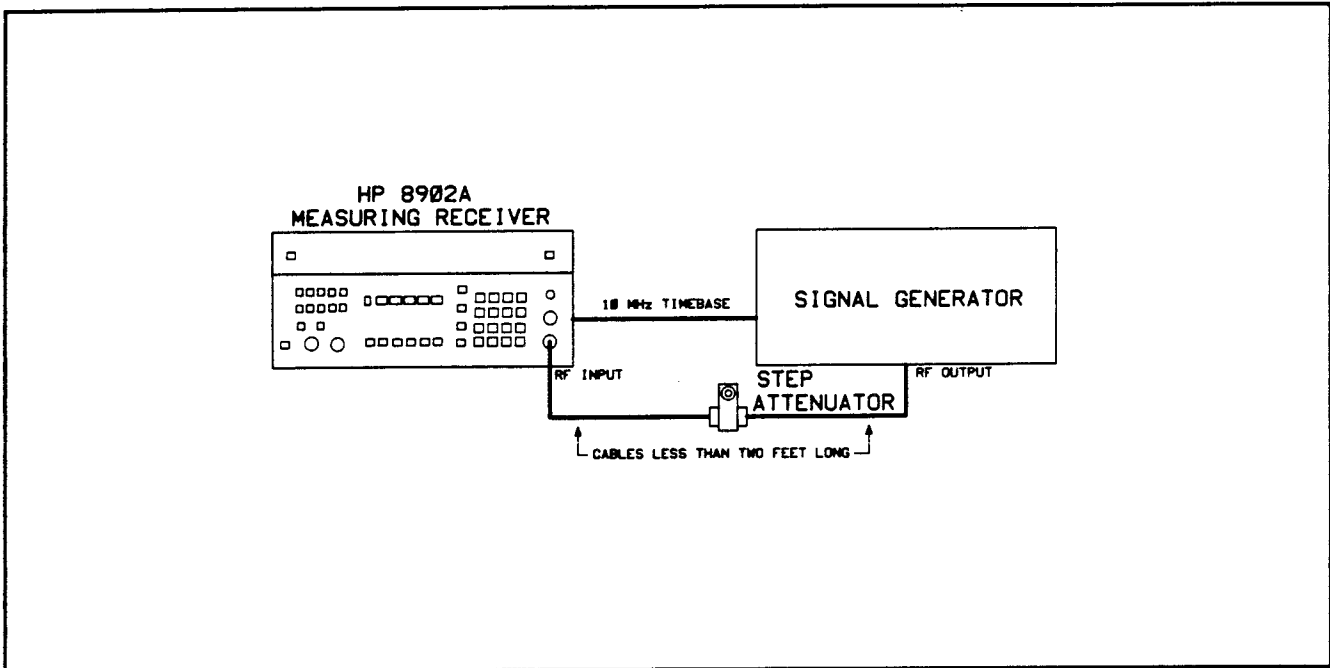 HP 8902A
MEASURING RECEIVER
10 MHz TIMEBASE
SIGNAL GENERATOR
RF INPUT
STEP
ATTENUATOR
RF OUTPUT
CABLES LESS THAN TWO FEET LONG